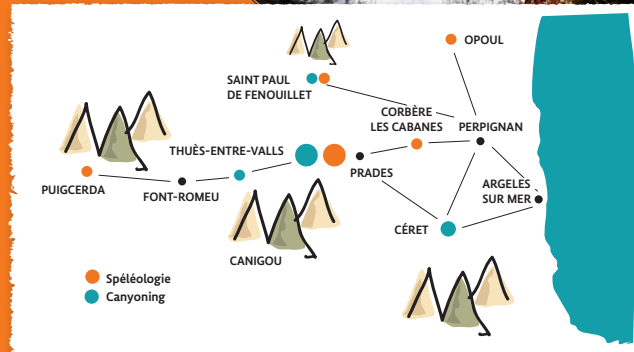 OPOUL
SAINT PAUL
DE FENOUILLET
CORBÈRE
LES CABANES
PERPIGNAN
THUÈS-ENTRE-VALLS
PRADES
PUIGCERDA
FONT-ROMEU
ARGELES
SUR MER
CÉRET
CANIGOU
Spéléologie
Canyoning